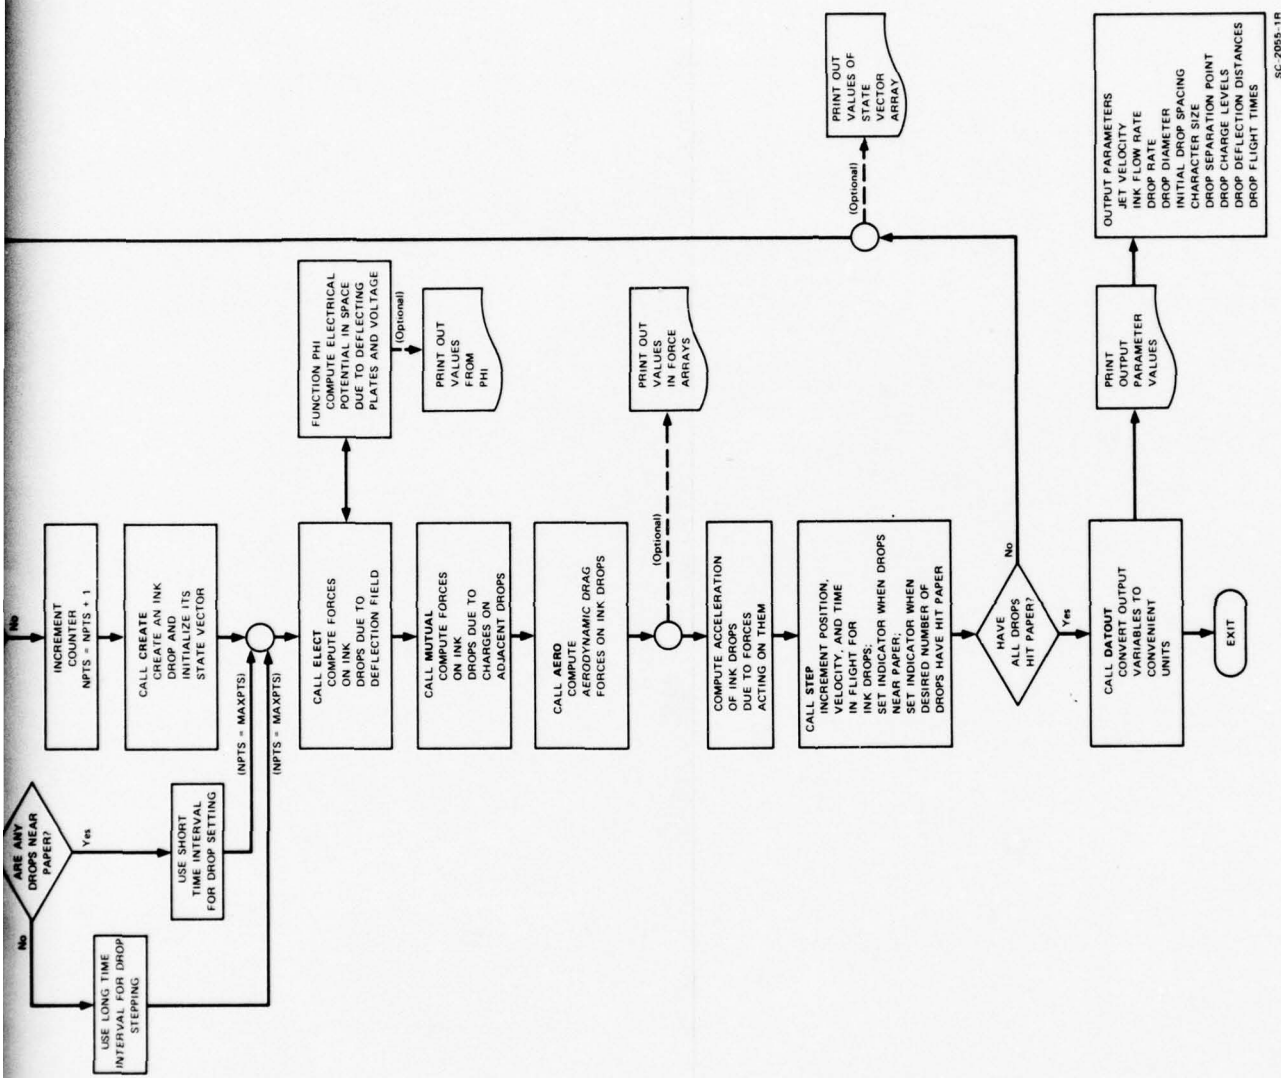 No
INCREMENT
COUNTER
NPTS = NPTS + 1
CALL CREATE
CREATE AN INK
DROP AND
INITIALIZE ITS
STATE VECTOR
ARE ANY
DROPS NEAR
PAPER?
No
Yes
USE LONG TIME
INTERVAL FOR DROP
STEPPING
USE SHORT
TIME INTERVAL
FOR DROP SETTING
(NPTS = MAXPTS)
(NPTS = MAXPTS)
CALL ELECT
COMPUTE FORCES
ON INK
DROPS DUE TO
DEFLECTION FIELD
FUNCTION PHI
COMPUTE ELECTRICAL
POTENTIAL IN SPACE
DUE TO DEFLECTING
PLATES AND VOLTAGE
(Optional)
PRINT OUT
VALUES
FROM
PHI
CALL MUTUAL
COMPUTE FORCES
ON INK
DROPS DUE TO
CHARGES ON
ADJACENT DROPS
CALL AERO
COMPUTE
AERODYNAMIC DRAG
FORCES ON INK DROPS
(Optional)
PRINT OUT
VALUES
IN FORCE
ARRAYS
COMPUTE ACCELERATION
OF INK DROPS
DUE TO FORCES
ACTING ON THEM
CALL STEP
INCREMENT POSITION,
VELOCITY, AND TIME
IN FLIGHT FOR
INK DROPS;
SET INDICATOR WHEN DROPS
NEAR PAPER;
SET INDICATOR WHEN
DESIRED NUMBER OF
DROPS HAVE HIT PAPER
HAVE
ALL DROPS
HIT PAPER?
No
Yes
(Optional)
PRINT OUT
VALUES OF
STATE
VECTOR
ARRAY
CALL DATOUT
CONVERT OUTPUT
VARIABLES TO
CONVENIENT
UNITS
PRINT
OUTPUT
PARAMETER
VALUES
OUTPUT PARAMETERS
JET VELOCITY
INK FLOW RATE
DROP RATE
DROP DIAMETER
INITIAL DROP SPACING
CHARACTER SIZE
DROP SEPARATION POINT
DROP CHARGE LEVELS
DROP DEFLECTION DISTANCES
DROP FLIGHT TIMES
EXIT
SC-2055-1R